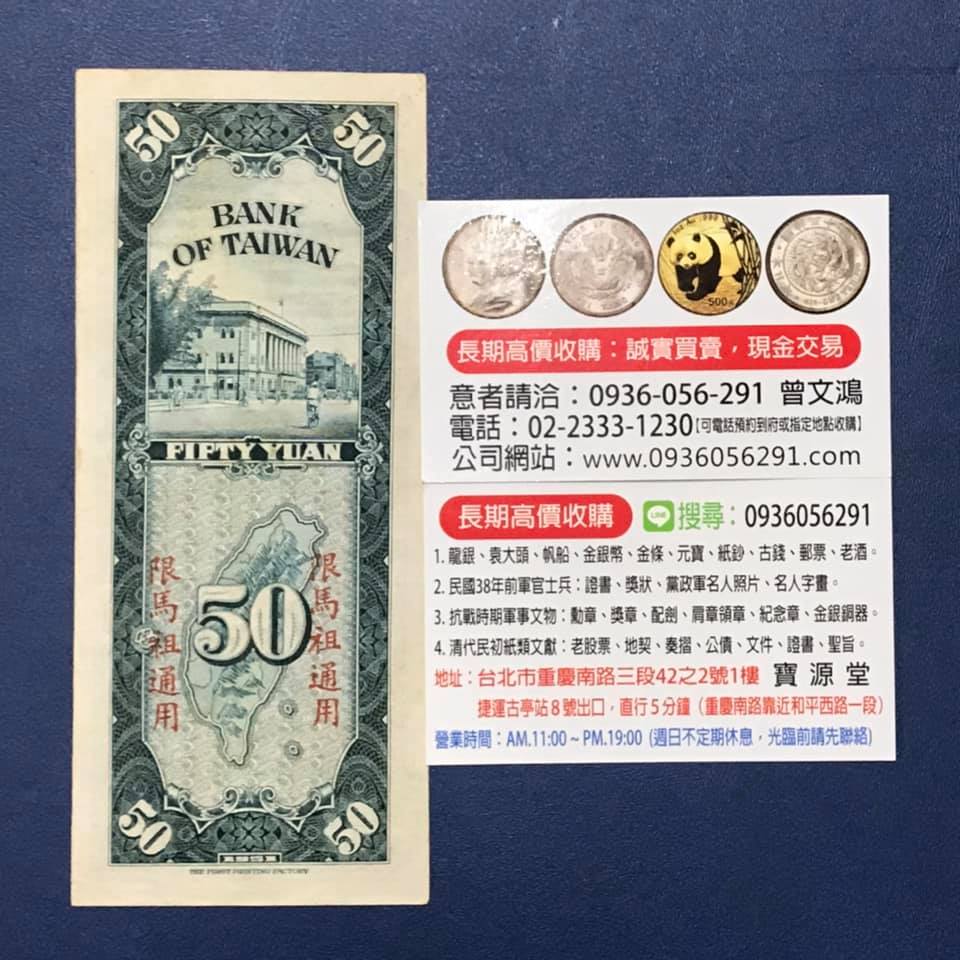 50
50
BANK
OF TAIWAN
FIFTY YUAN
限馬祖通用
限馬祖通用
50
50
50
1951
THE FIRST PRINTING FACTORY
500元
長期高價收購：誠實買賣，現金交易
意者請洽：0936-056-291 曾文鴻
電話：02-2333-1230【可電話預約到府或指定地點收購】
公司網站：www.0936056291.com
長期高價收購 LINE 搜尋：0936056291
1. 龍銀、袁大頭、帆船、金銀幣、金條、元寶、紙鈔、古錢、郵票、老酒。
2. 民國38年前軍官士兵：證書、獎狀、黨政軍名人照片、名人字畫。
3. 抗戰時期軍事文物：勳章、獎章、配劍、肩章領章、紀念章、金銀銅器。
4. 清代民初紙類文獻：老股票、地契、奏摺、公債、文件、證書、聖旨。
地址：台北市重慶南路三段42之2號1樓 寶源堂
捷運古亭站8號出口，直行5分鐘（重慶南路靠近和平西路一段）
營業時間：AM.11:00 ~ PM.19:00 (週日不定期休息，光臨前請先聯絡)